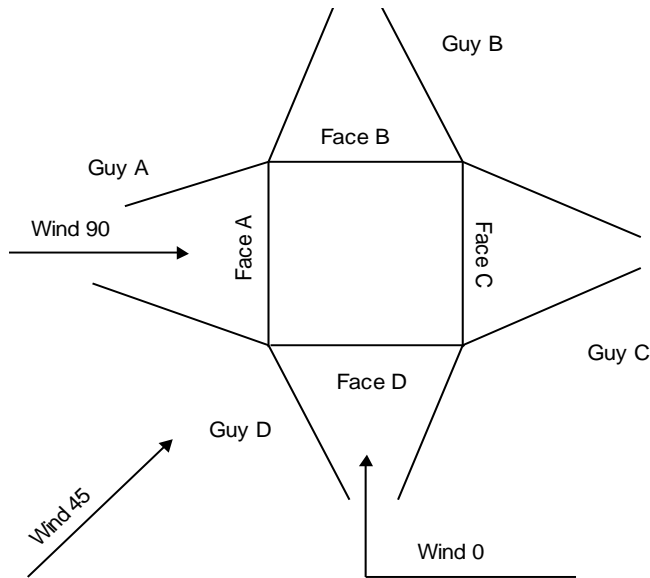 Guy B
Face B
Guy A
Wind 90
Face A
Face C
Guy C
Face D
Guy D
Wind 45
Wind 0